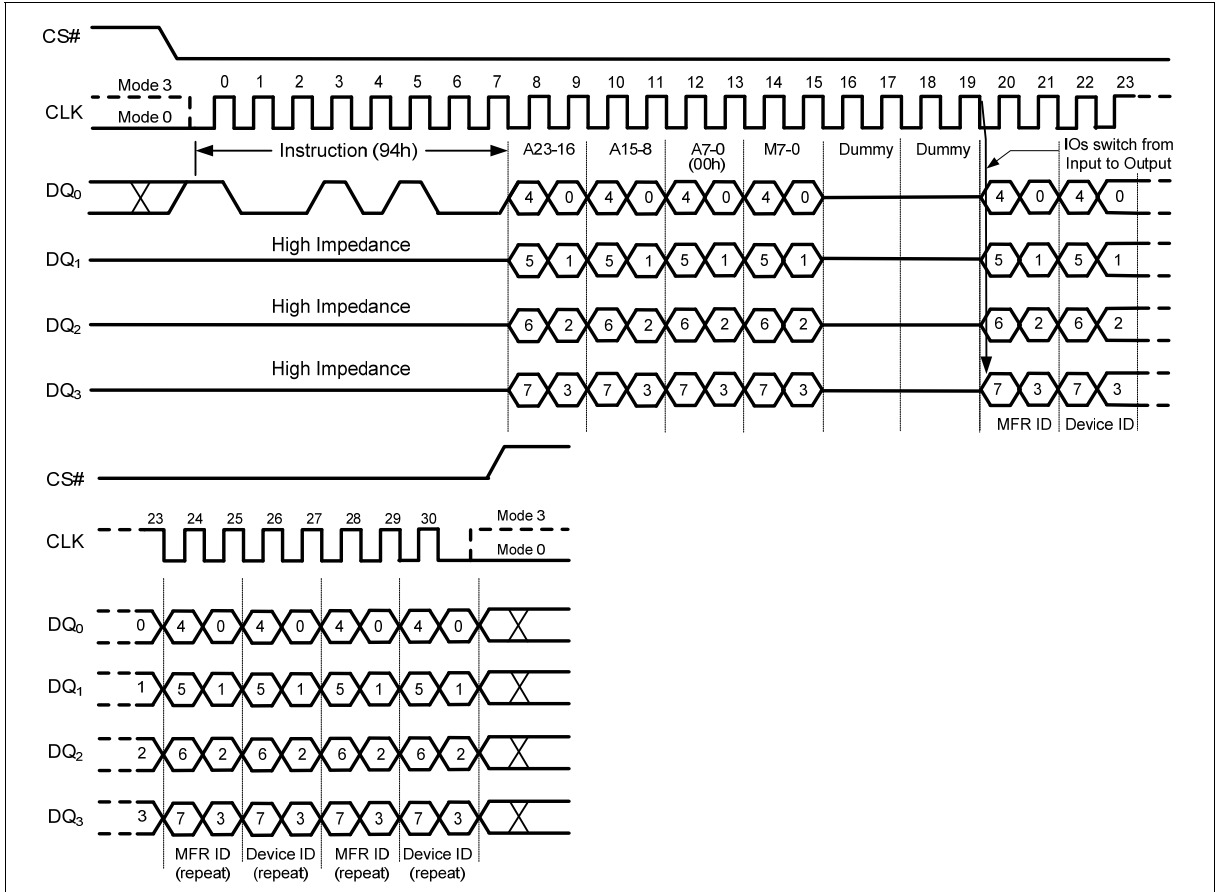 CS#
Mode 3
0 1 2 3 4 5 6 7 8 9 10 11 12 13 14 15 16 17 18 19 20 21 22 23
CLK
Mode 0
Instruction (94h) A23-16 A15-8 A7-0 (00h) M7-0 Dummy Dummy IOs switch from Input to Output
DQ0 4 0 4 0 4 0 4 0 4 0 4 0
High Impedance
DQ1 5 1 5 1 5 1 5 1 5 1 5 1
High Impedance
DQ2 6 2 6 2 6 2 6 2 6 2 6 2
High Impedance
DQ3 7 3 7 3 7 3 7 3 7 3 7 3
MFR ID Device ID
CS#
23 24 25 26 27 28 29 30 Mode 3
CLK
Mode 0
DQ0 0 4 0 4 0 4 0 4 0
DQ1 1 5 1 5 1 5 1 5 1
DQ2 2 6 2 6 2 6 2 6 2
DQ3 3 7 3 7 3 7 3 7 3
MFR ID Device ID MFR ID Device ID
(repeat) (repeat) (repeat) (repeat)